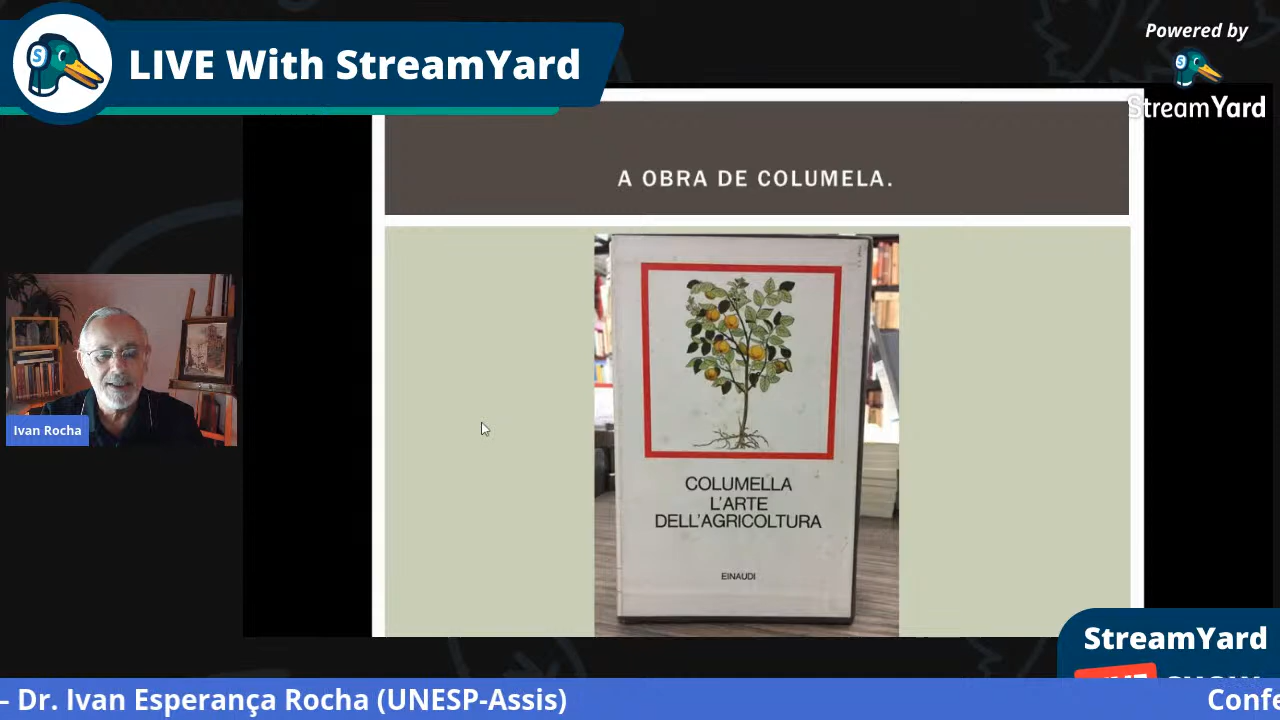 LIVE With StreamYard
Powered by
StreamYard
A OBRA DE COLUMELA.
COLUMELLA
L'ARTE
DELL'AGRICOLTURA
EINAUDI
Ivan Rocha
StreamYard
– Dr. Ivan Esperança Rocha (UNESP-Assis)
Confe